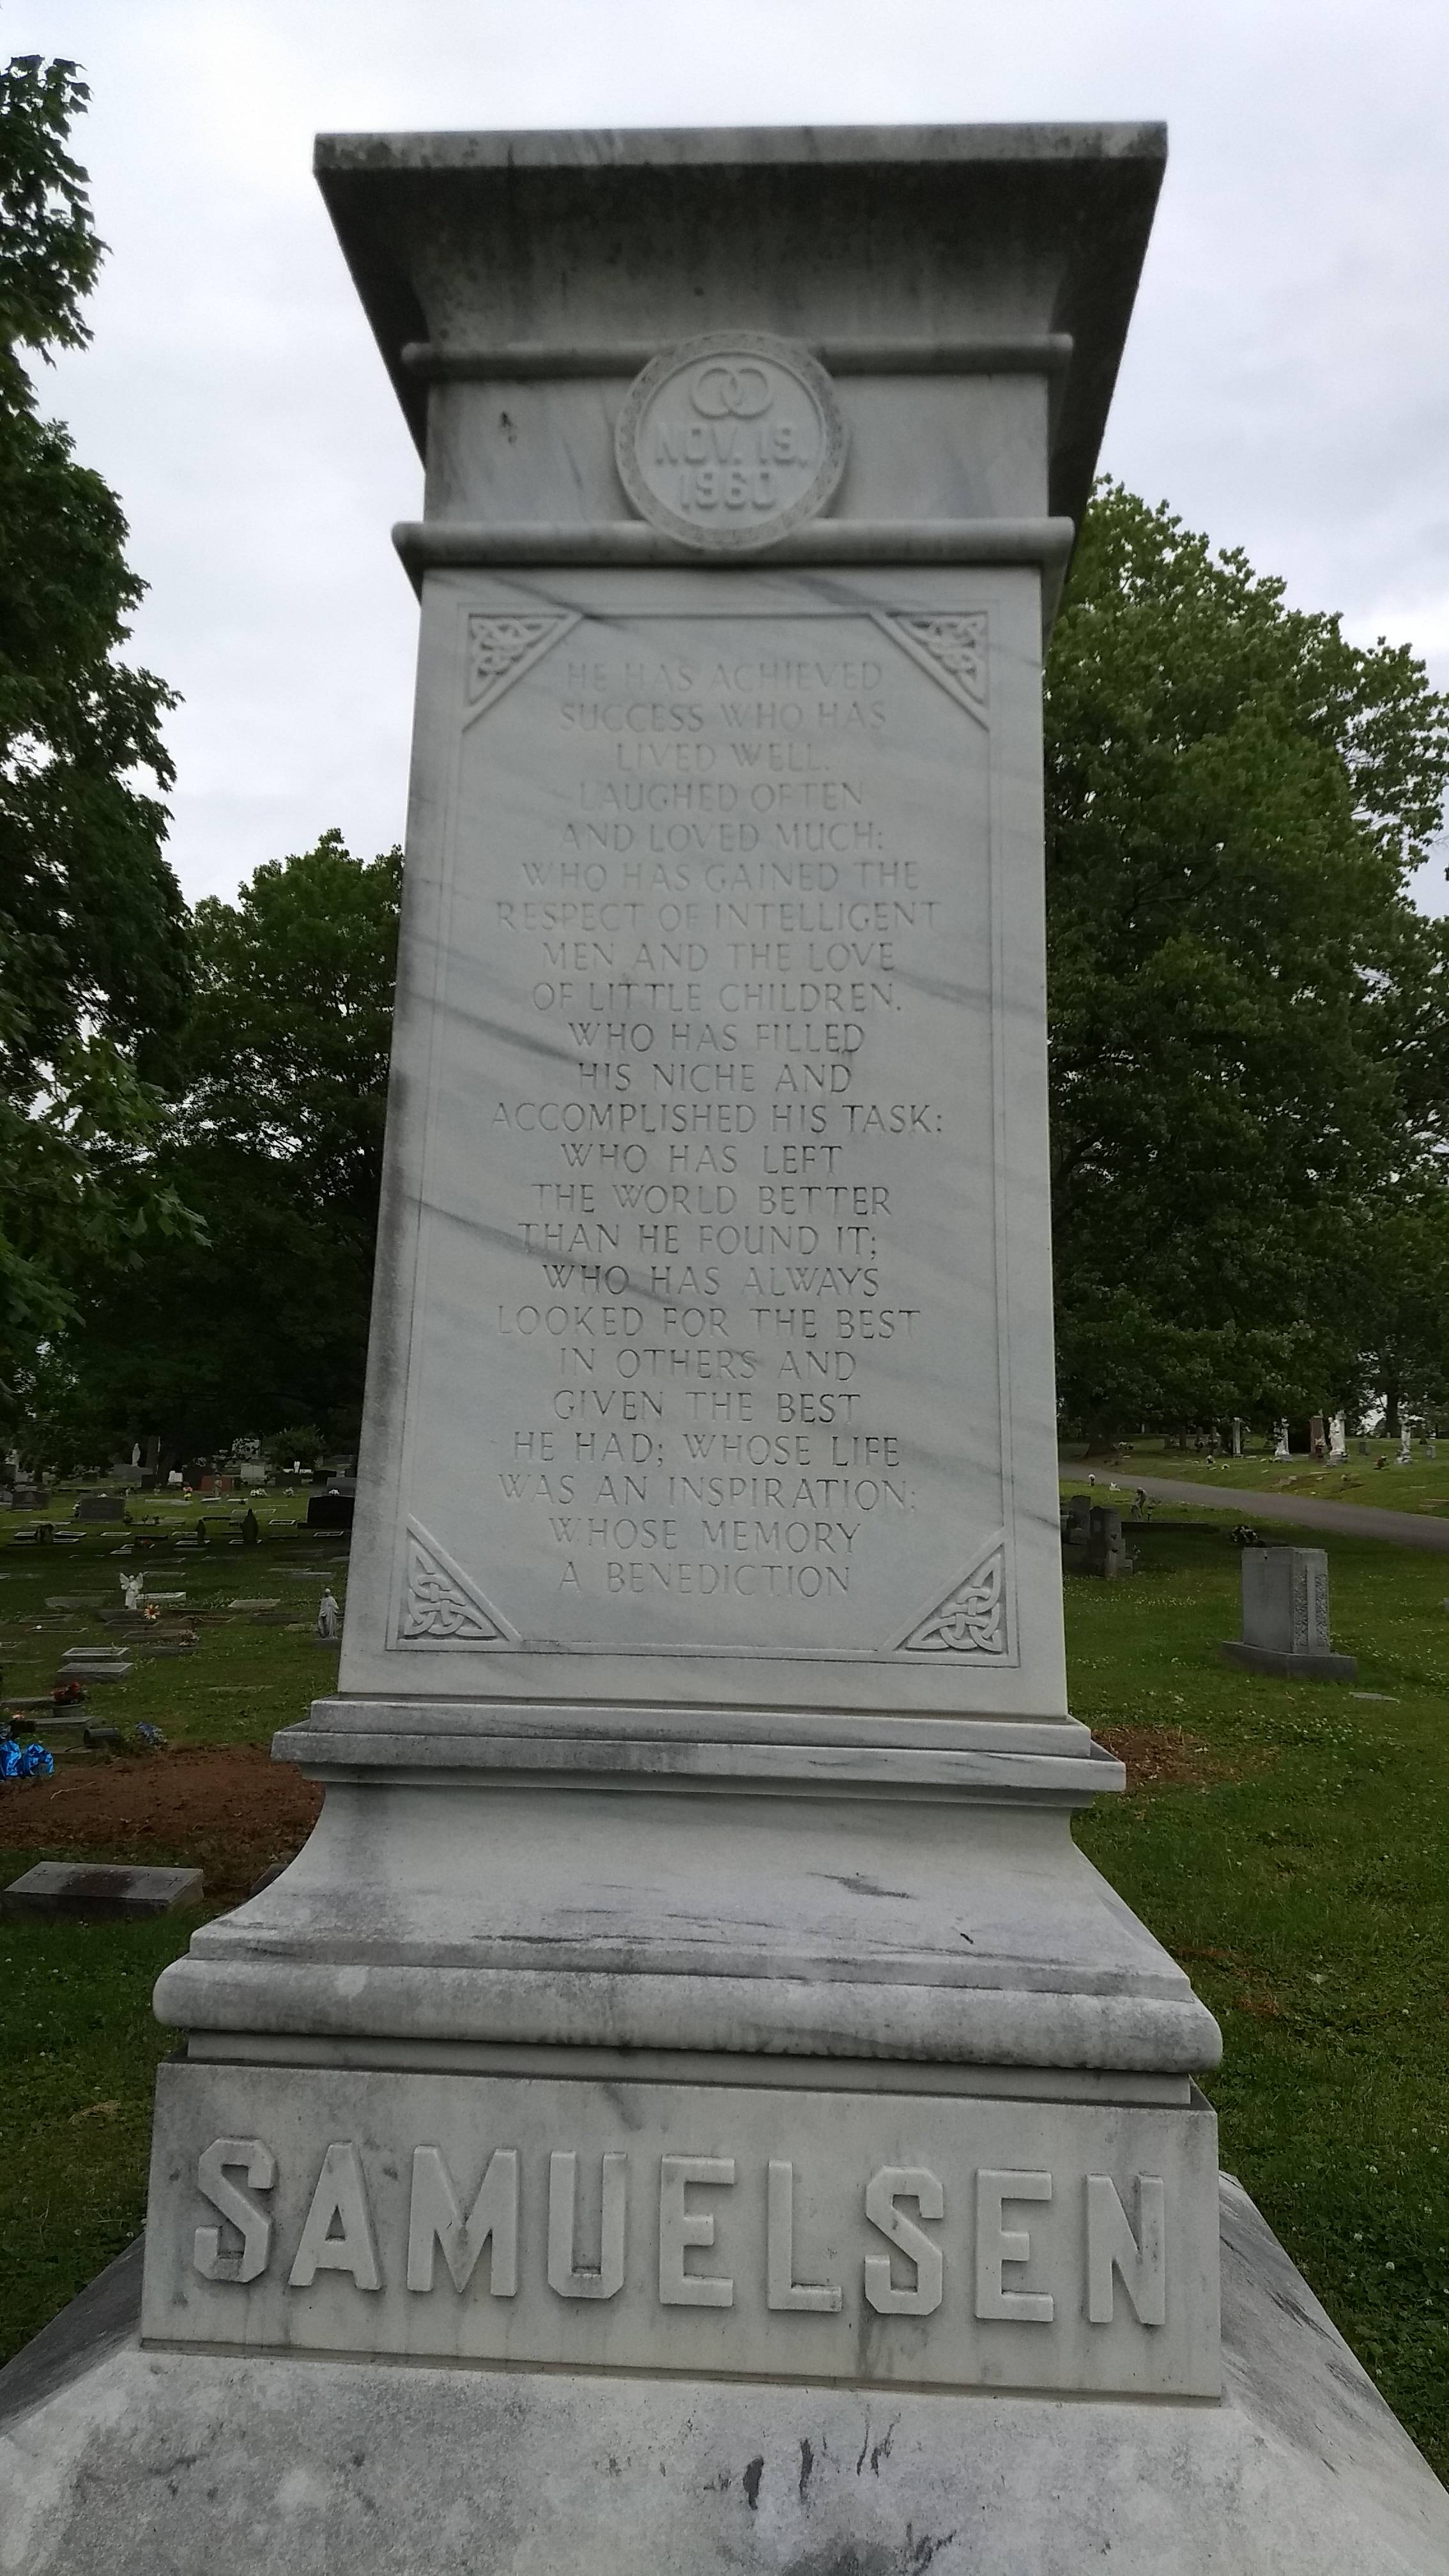 NOV. 19,
1960
HE HAS ACHIEVED
SUCCESS WHO HAS
LIVED WELL,
LAUGHED OFTEN
AND LOVED MUCH;
WHO HAS GAINED THE
RESPECT OF INTELLIGENT
MEN AND THE LOVE
OF LITTLE CHILDREN,
WHO HAS FILLED
HIS NICHE AND
ACCOMPLISHED HIS TASK;
WHO HAS LEFT
THE WORLD BETTER
THAN HE FOUND IT;
WHO HAS ALWAYS
LOOKED FOR THE BEST
IN OTHERS AND
GIVEN THE BEST
HE HAD; WHOSE LIFE
WAS AN INSPIRATION;
WHOSE MEMORY
A BENEDICTION
SAMUELSEN